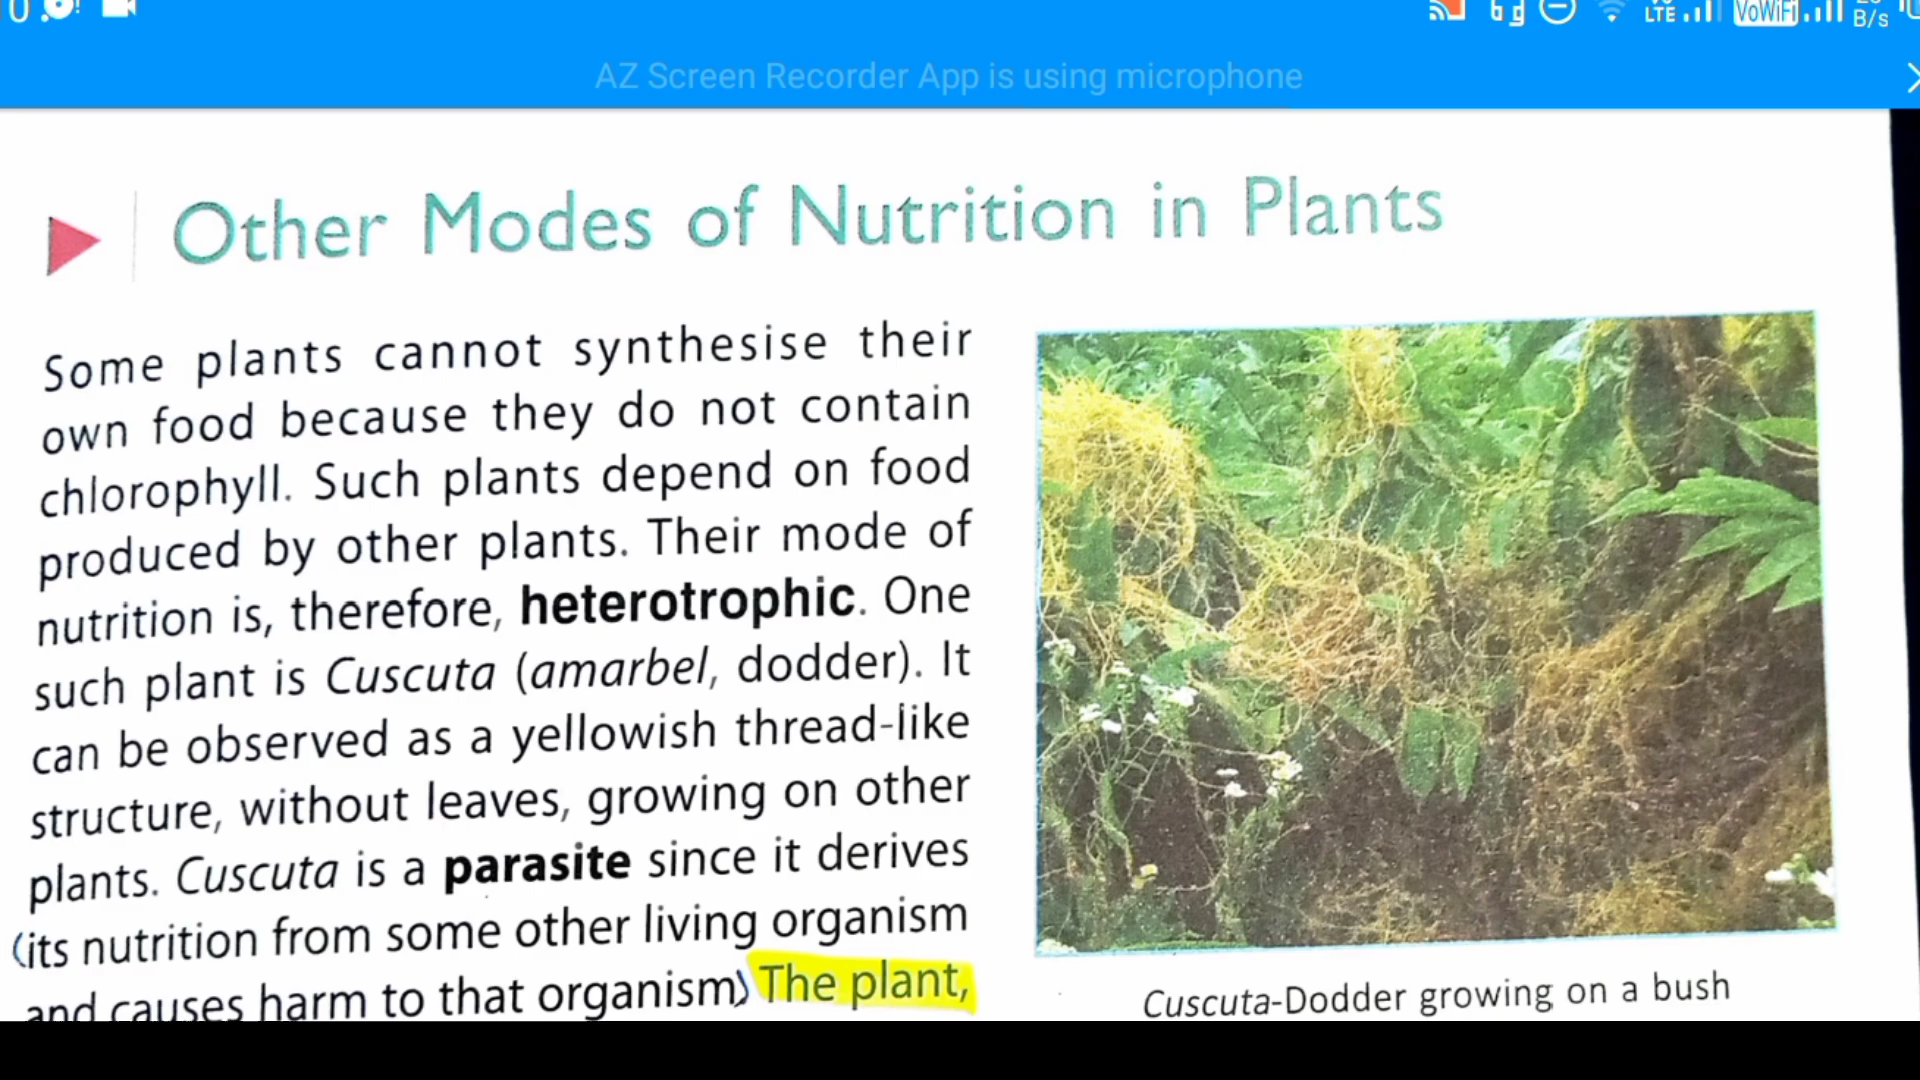 AZ Screen Recorder App is using microphone
LTE
VoWiFi
B/s
Other Modes of Nutrition in Plants
Some plants cannot synthesise their
own food because they do not contain
chlorophyll. Such plants depend on food
produced by other plants. Their mode of
nutrition is, therefore, heterotrophic. One
such plant is Cuscuta (amarbel, dodder). It
can be observed as a yellowish thread-like
structure, without leaves, growing on other
plants. Cuscuta is a parasite since it derives
(its nutrition from some other living organism
and causes harm to that organism) The plant,
Cuscuta-Dodder growing on a bush